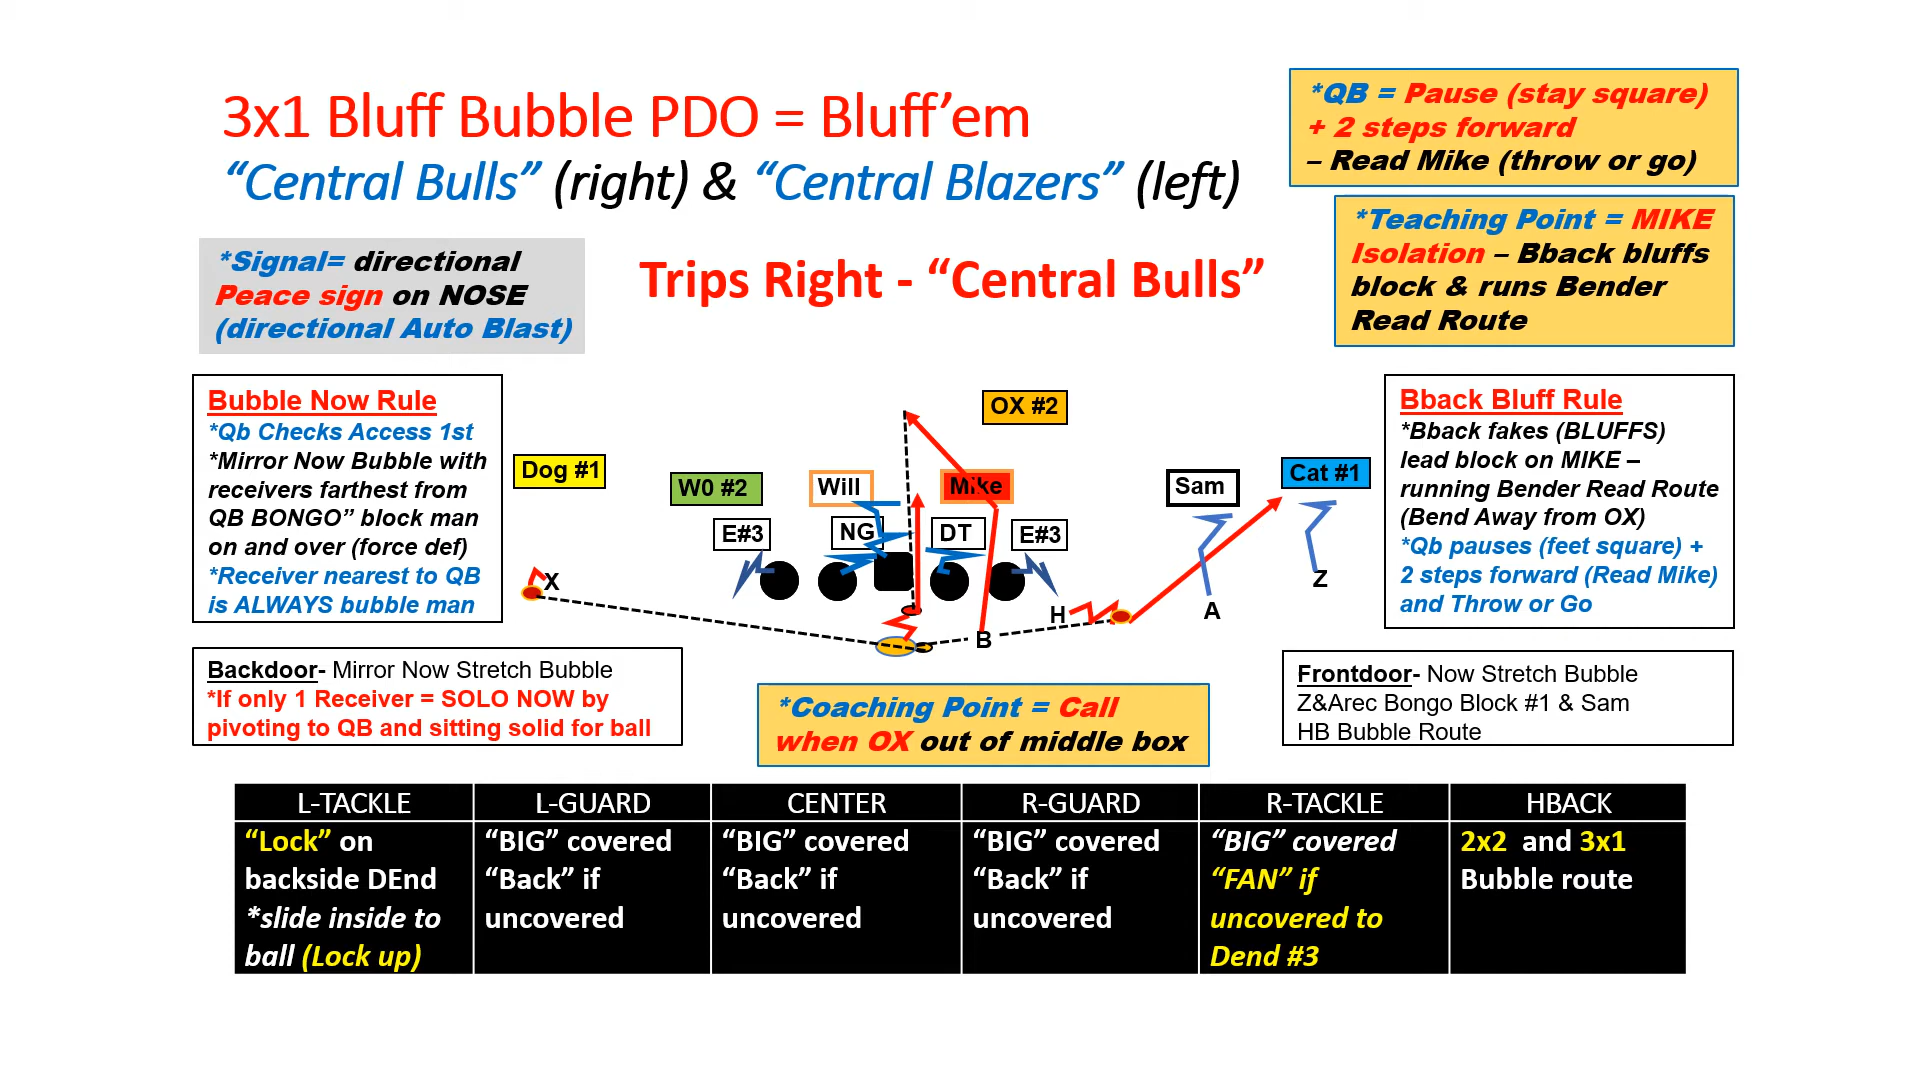 3x1 Bluff Bubble PDO = Bluff’em
“Central Bulls” (right) & “Central Blazers” (left)
*QB = Pause (stay square)
+ 2 steps forward
– Read Mike (throw or go)
*Teaching Point = MIKE
Isolation – Bback bluffs
block & runs Bender
Read Route
*Signal= directional
Peace sign on NOSE
(directional Auto Blast)
Trips Right - “Central Bulls”
Bubble Now Rule
*Qb Checks Access 1st
*Mirror Now Bubble with
receivers farthest from
QB BONGO” block man
on and over (force def)
*Receiver nearest to QB
is ALWAYS bubble man
OX #2
Dog #1
W0 #2
Will
Mike
Sam
Cat #1
E#3
NG
DT
E#3
X
H
A
Z
B
Bback Bluff Rule
*Bback fakes (BLUFFS)
lead block on MIKE –
running Bender Read Route
(Bend Away from OX)
*Qb pauses (feet square) +
2 steps forward (Read Mike)
and Throw or Go
Backdoor- Mirror Now Stretch Bubble
*If only 1 Receiver = SOLO NOW by
pivoting to QB and sitting solid for ball
*Coaching Point = Call
when OX out of middle box
Frontdoor- Now Stretch Bubble
Z&Arec Bongo Block #1 & Sam
HB Bubble Route
L-TACKLE
L-GUARD
CENTER
R-GUARD
R-TACKLE
HBACK
“Lock” on
backside DEnd
*slide inside to
ball (Lock up)
“BIG” covered
“Back” if
uncovered
“BIG” covered
“Back” if
uncovered
“BIG” covered
“Back” if
uncovered
“BIG” covered
“FAN” if
uncovered to
Dend #3
2x2 and 3x1
Bubble route